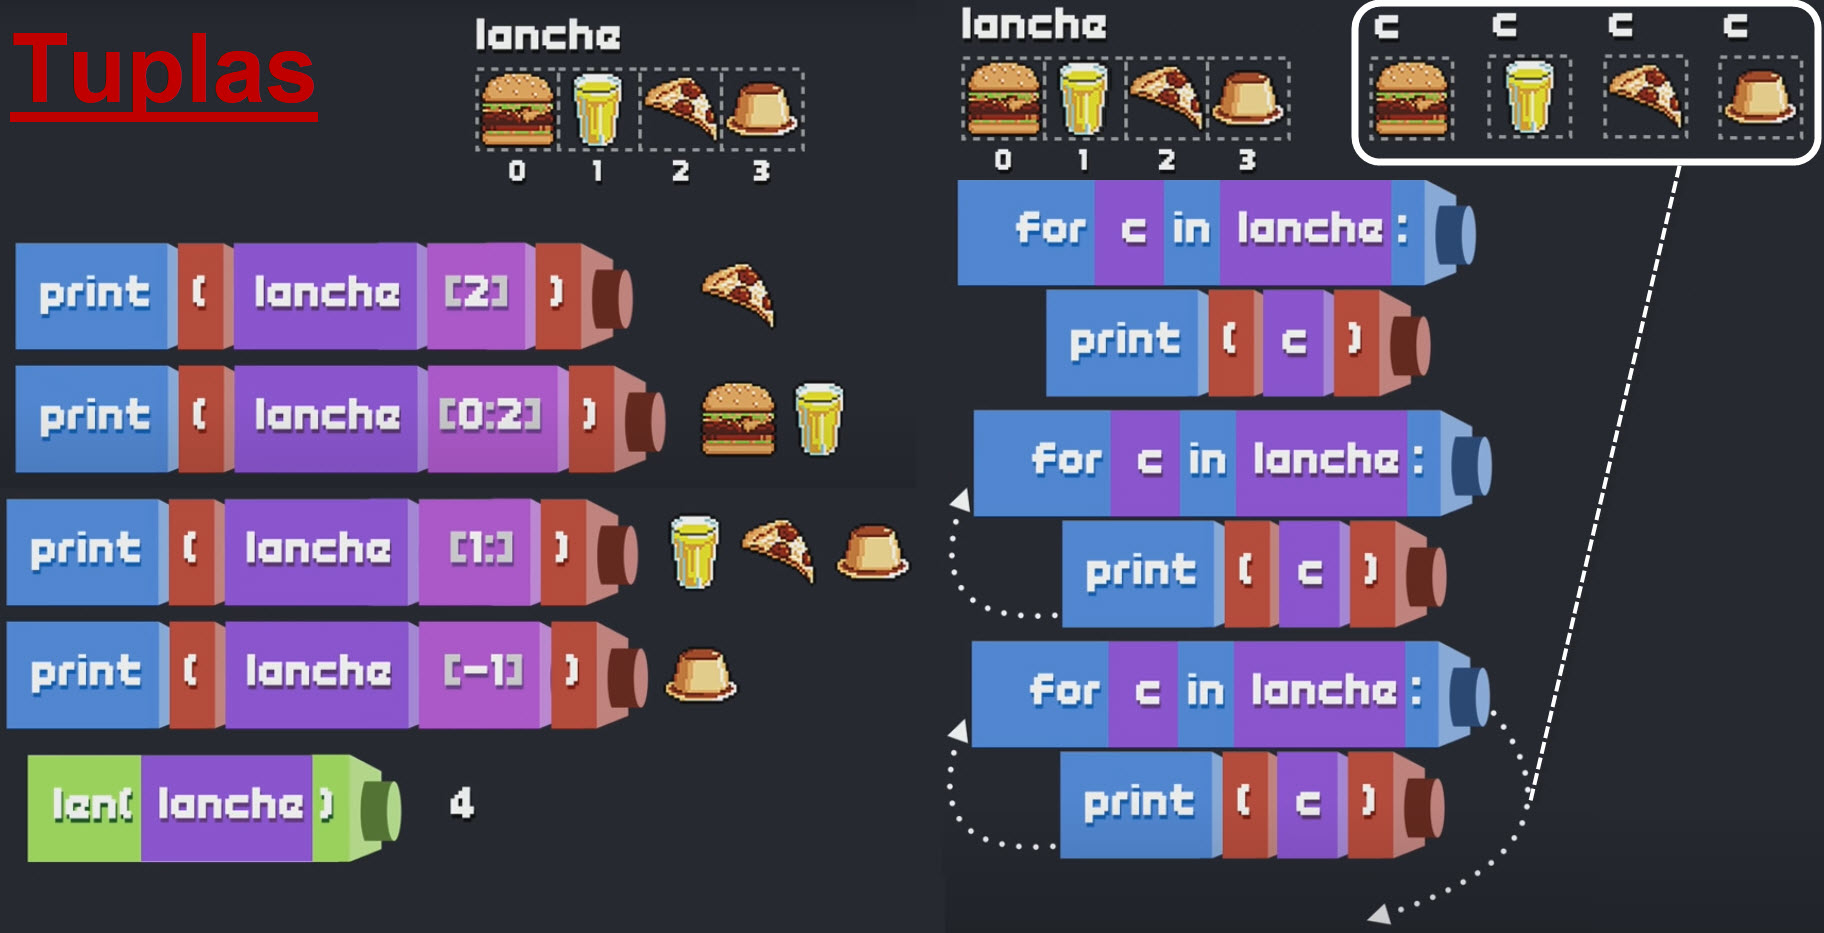 Tuplas
lanche
0 1 2 3
print ( lanche [2] )
print ( lanche [0:2] )
print ( lanche [1:] )
print ( lanche [-1] )
len( lanche ) 4
lanche
0 1 2 3
c c c c
for c in lanche :
print ( c )
for c in lanche :
print ( c )
for c in lanche :
print ( c )